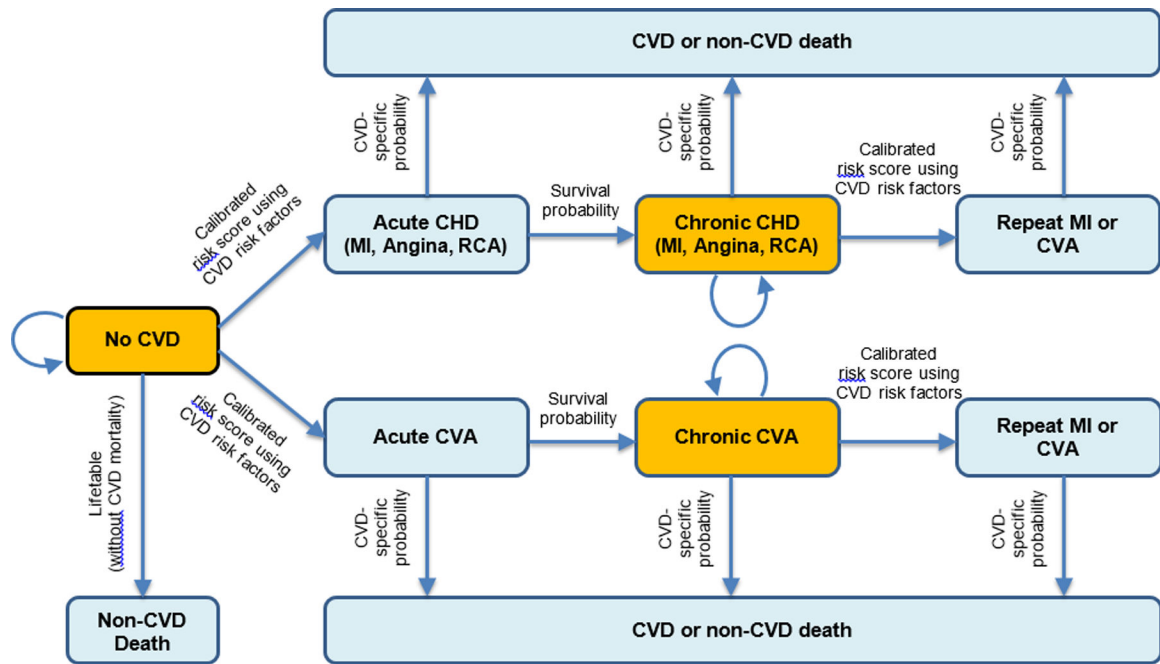 CVD or non-CVD death
CVD-
specific
probability
CVD-
specific
probability
CVD-
specific
probability
Calibrated
risk score using
CVD risk factors
Survival
probability
Calibrated
risk score using
CVD risk factors
Acute CHD
(MI, Angina, RCA)
Chronic CHD
(MI, Angina, RCA)
Repeat MI or
CVA
No CVD
Calibrated
risk score using
CVD risk factors
Survival
probability
Calibrated
risk score using
CVD risk factors
Acute CVA
Chronic CVA
Repeat MI or
CVA
Lifetable
(without CVD mortality)
CVD-
specific
probability
CVD-
specific
probability
CVD-
specific
probability
Non-CVD
Death
CVD or non-CVD death